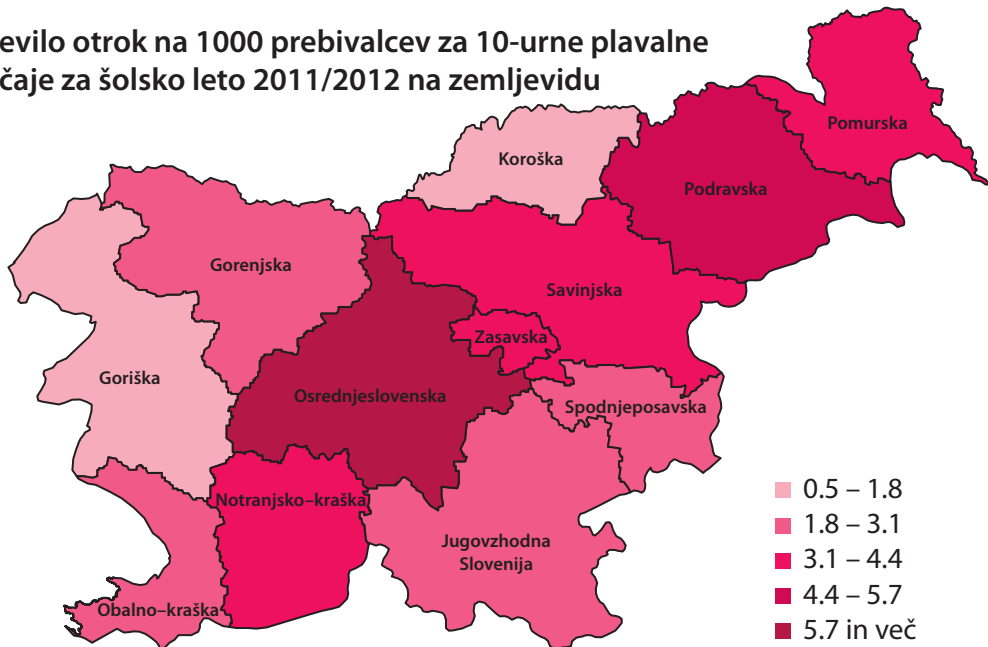 evilo otrok na 1000 prebivalcev za 10-urne plavalne
čaje za šolsko leto 2011/2012 na zemljevidu
Pomurska
Koroška
Podravska
Gorenjska
Savinjska
Zasavska
Goriška
Osrednjeslovenska
Spodnjeposavska
Notranjsko–kraška
Jugovzhodna
Slovenija
Obalno–kraška
0.5 – 1.8
1.8 – 3.1
3.1 – 4.4
4.4 – 5.7
5.7 in več